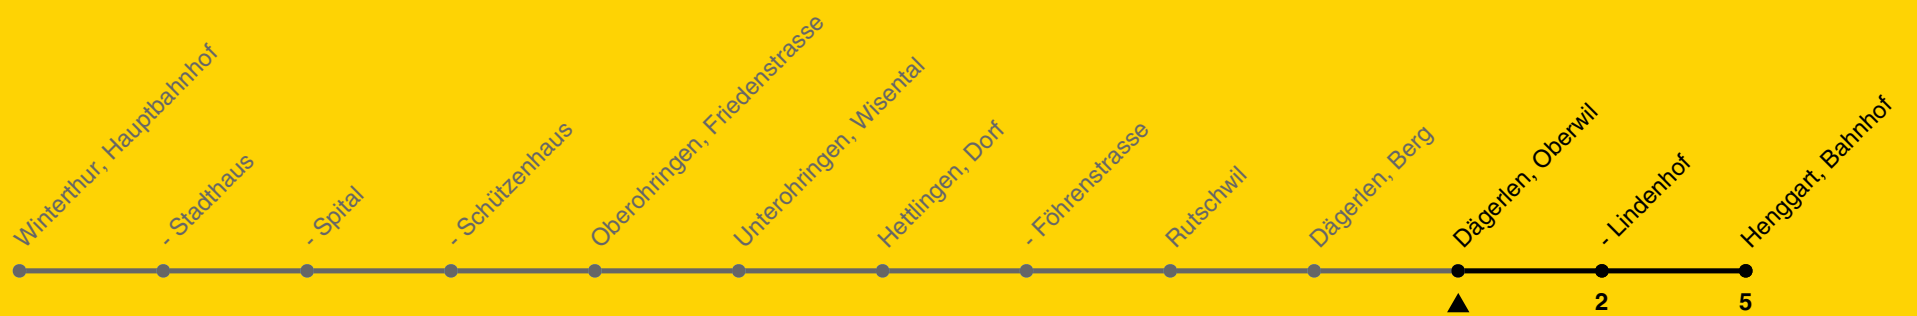 Winterthur, Hauptbahnhof
- Stadthaus
- Spital
- Schützenhaus
Oberohringen, Friedenstrasse
Unterohringen, Wisental
Hettlingen, Dorf
- Föhrenstrasse
Rutschwil
Dägerlen, Berg
Dägerlen, Oberwil
- Lindenhof
Henggart, Bahnhof
2
5